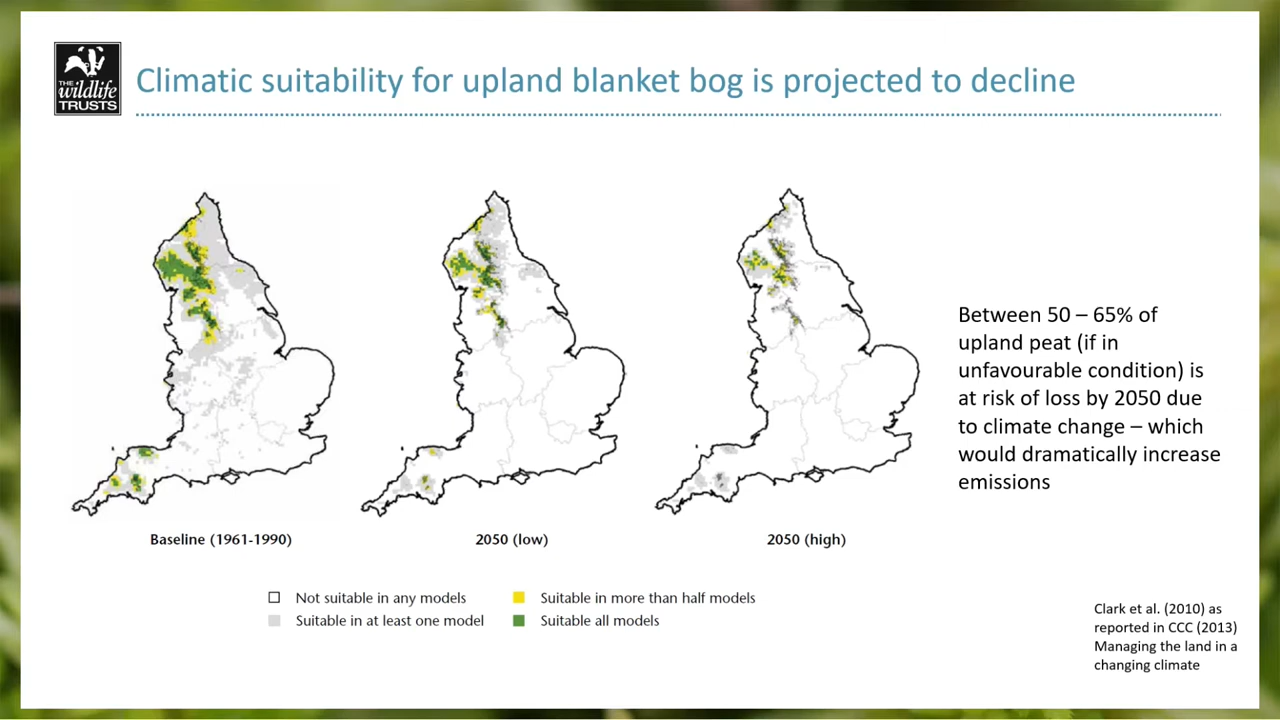 THE
wildlife
TRUSTS
Climatic suitability for upland blanket bog is projected to decline
Between 50 – 65% of
upland peat (if in
unfavourable condition) is
at risk of loss by 2050 due
to climate change – which
would dramatically increase
emissions
Baseline (1961-1990)
2050 (low)
2050 (high)
Not suitable in any models
Suitable in at least one model
Suitable in more than half models
Suitable all models
Clark et al. (2010) as
reported in CCC (2013)
Managing the land in a
changing climate